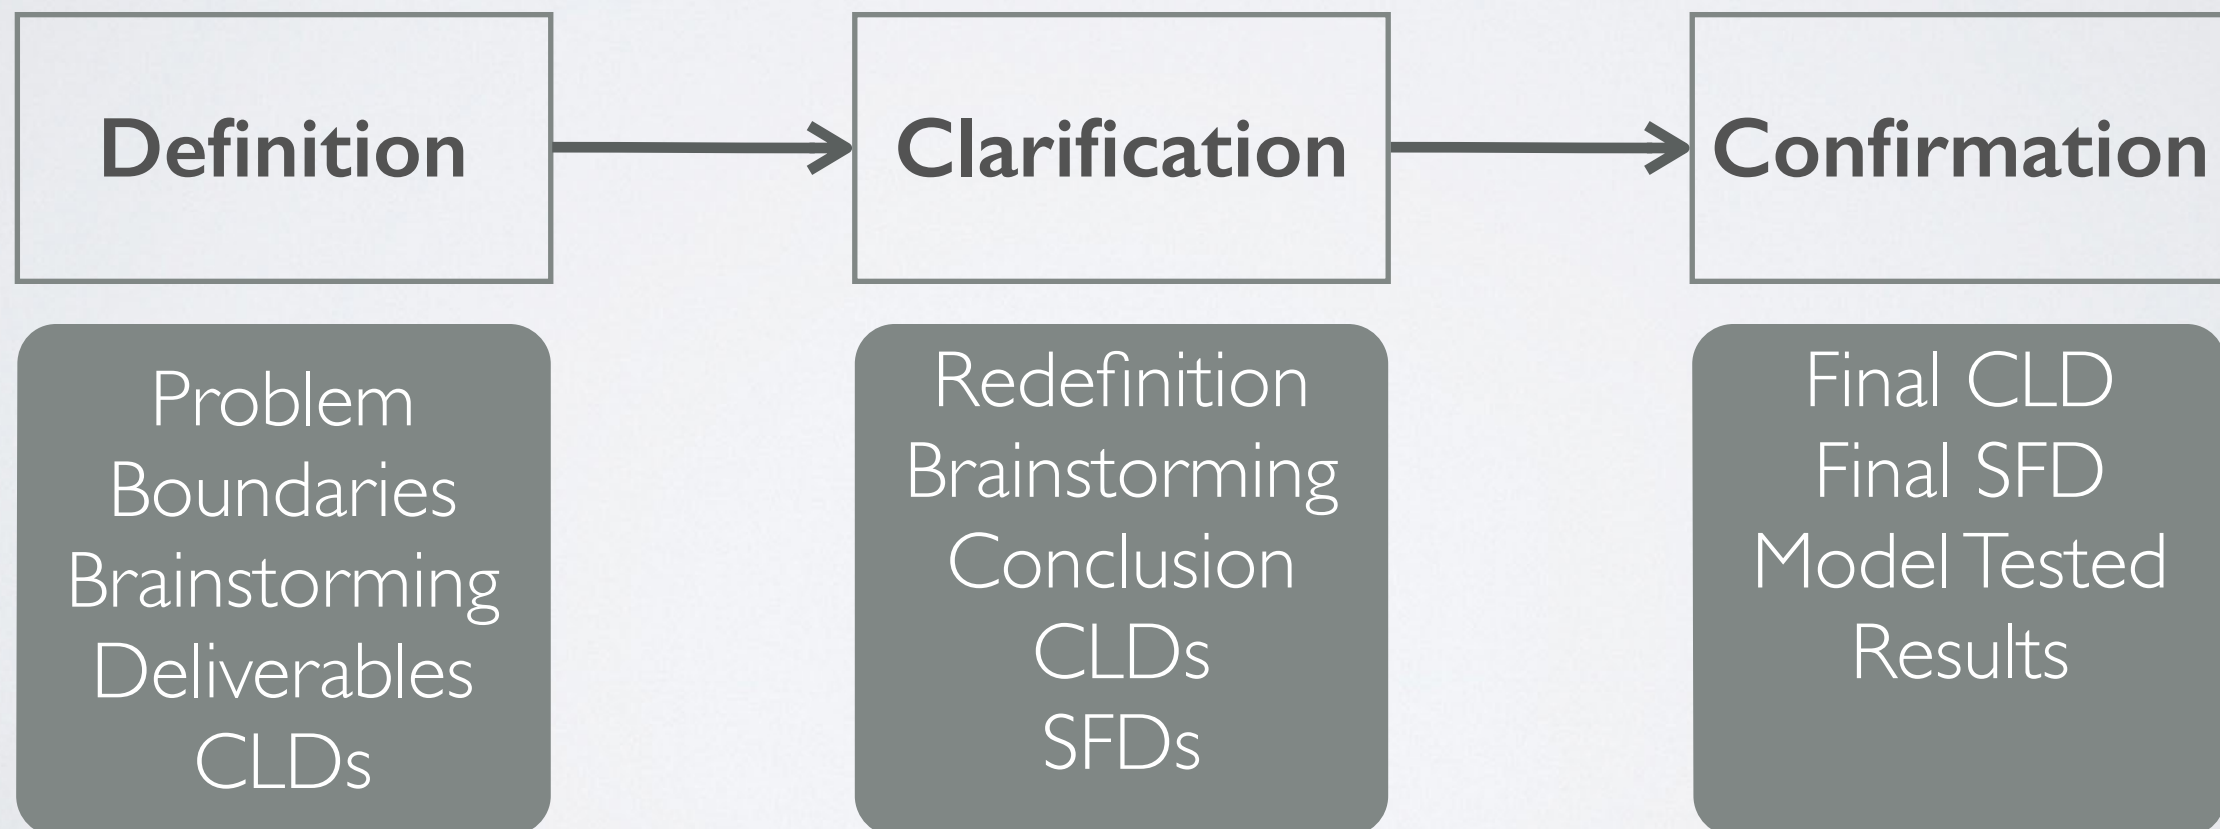 Definition
Problem
Boundaries
Brainstorming
Deliverables
CLDs
Clarification
Redefinition
Brainstorming
Conclusion
CLDs
SFDs
Confirmation
Final CLD
Final SFD
Model Tested
Results